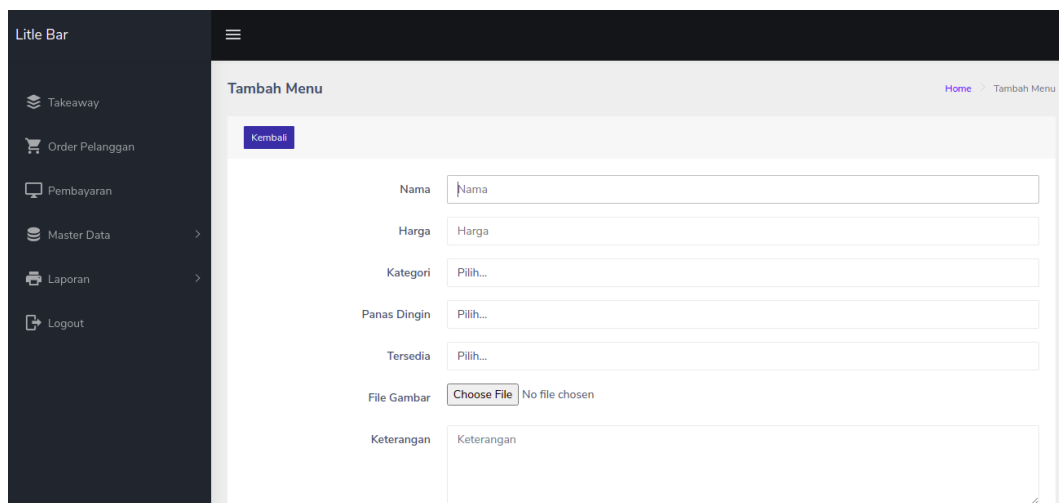 Litle Bar
Takeaway
Order Pelanggan
Pembayaran
Master Data
Laporan
Logout
Tambah Menu
Home > Tambah Menu
Kembali
Nama Nama
Harga Harga
Kategori Pilih...
Panas Dingin Pilih...
Tersedia Pilih...
File Gambar Choose File No file chosen
Keterangan Keterangan